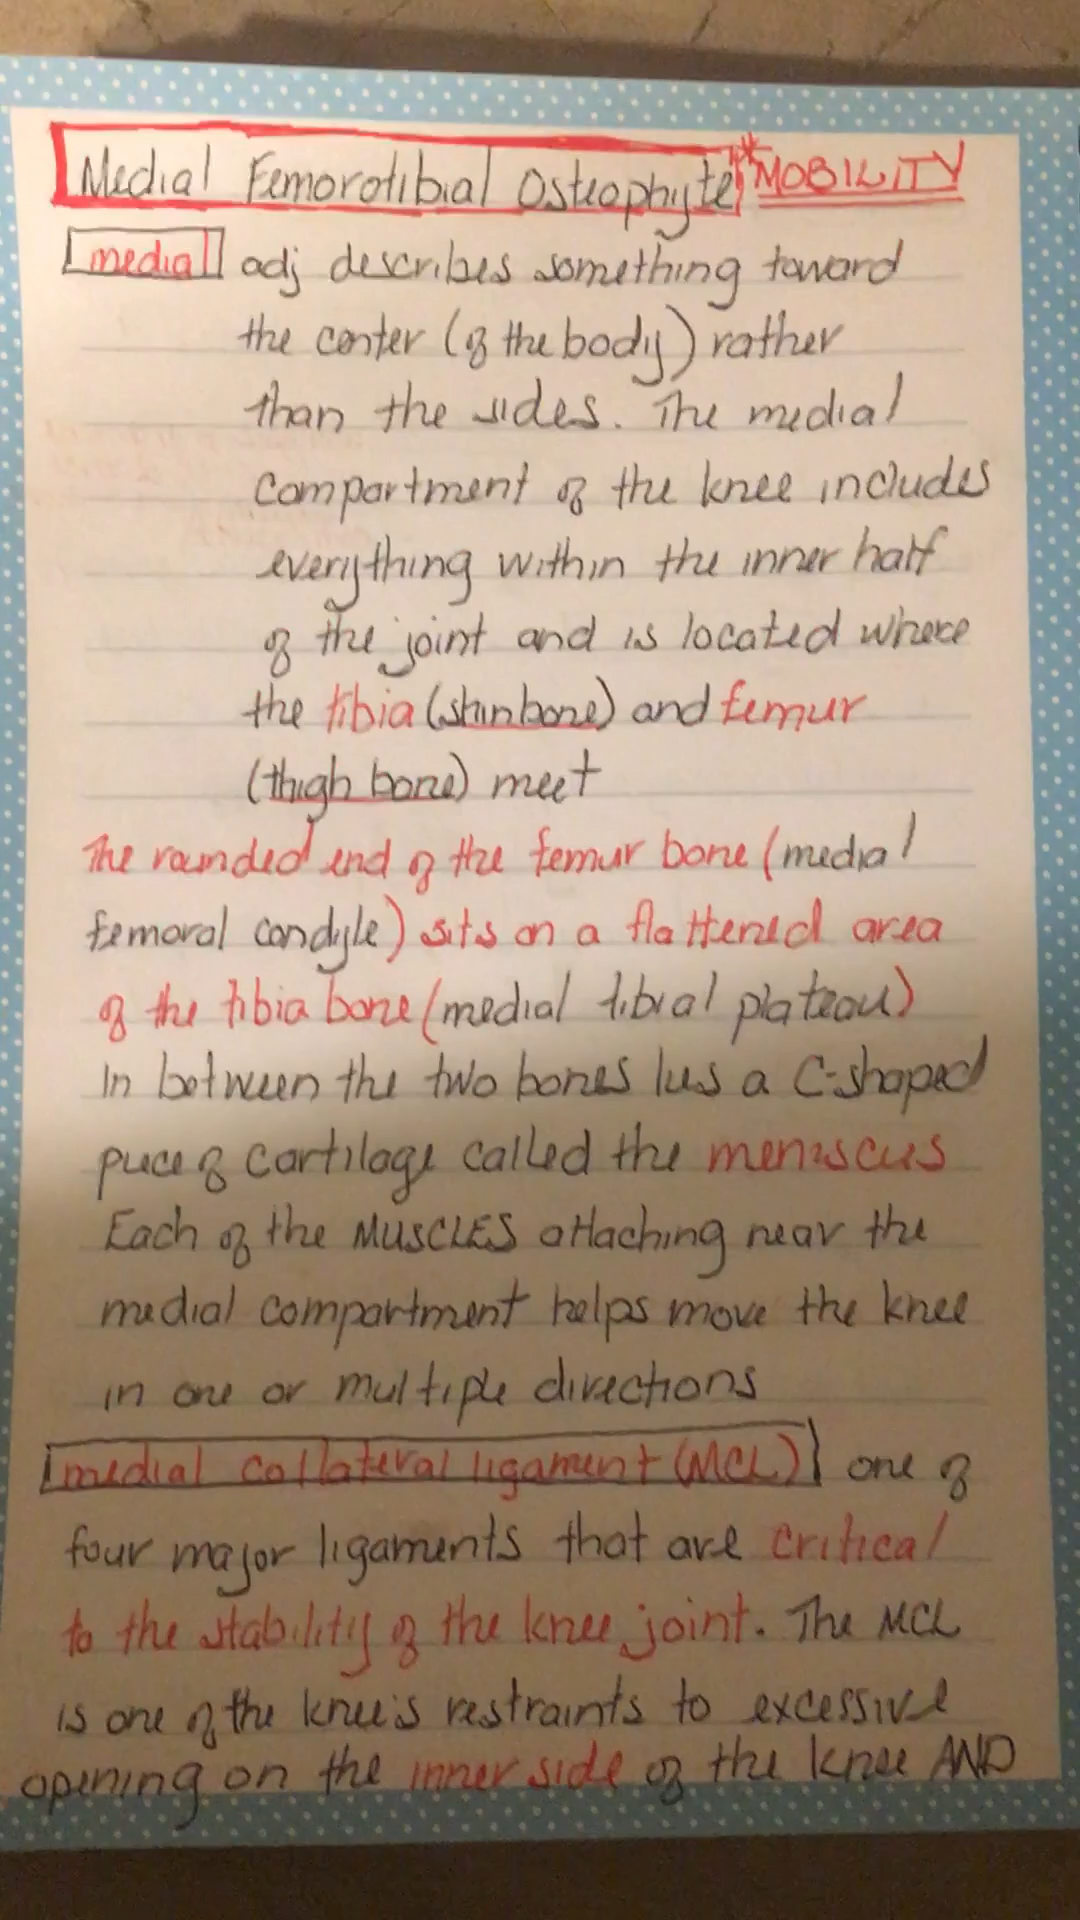 Medial Femorotibial Osteophyte * MOBILITY
medial adj describes something toward
the center (of the body) rather
than the sides. The medial
compartment of the knee includes
everything within the inner half
of the joint and is located where
the tibia (shinbone) and femur
(thigh bone) meet
The rounded end of the femur bone (medial
femoral condyle) sits on a flattened area
of the tibia bone (medial tibial plateau)
In between the two bones lies a C-shaped
piece of cartilage called the meniscus
Each of the MUSCLES attaching near the
medial compartment helps move the knee
in one or multiple directions
medial collateral ligament (MCL) one of
four major ligaments that are critical
to the stability of the knee joint. The MCL
is one of the knee's restraints to excessive
opening on the inner side of the knee AND